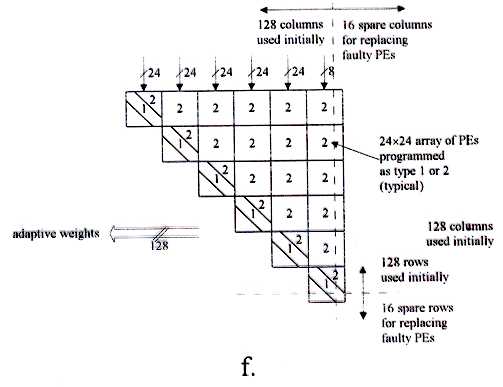 128 columns
used initially
16 spare columns
for replacing
faulty PEs
24 24 24 24 24 8
1 2 2 2 2 2 2
1 2 2 2 2 2
1 2 2 2 2
1 2 2 2
1 2 2
1 2
24×24 array of PEs
programmed
as type 1 or 2
(typical)
adaptive weights
128
128 columns
used initially
128 rows
used initially
16 spare rows
for replacing
faulty PEs
f.